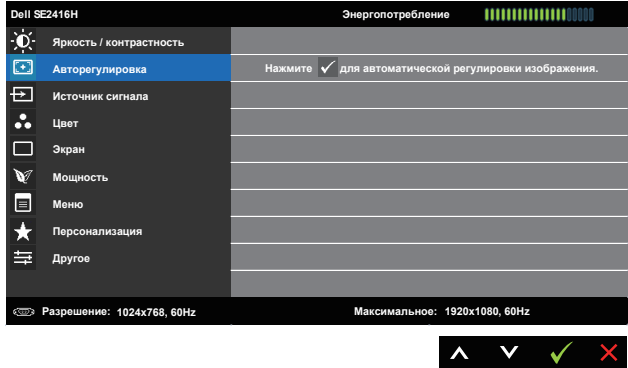 Dell SE2416H Энергопотребление
Яркость / контрастность
Авторегулировка Нажмите для автоматической регулировки изображения.
Источник сигнала
Цвет
Экран
Мощность
Меню
Персонализация
Другое
Разрешение: 1024x768, 60Hz Максимальное: 1920x1080, 60Hz